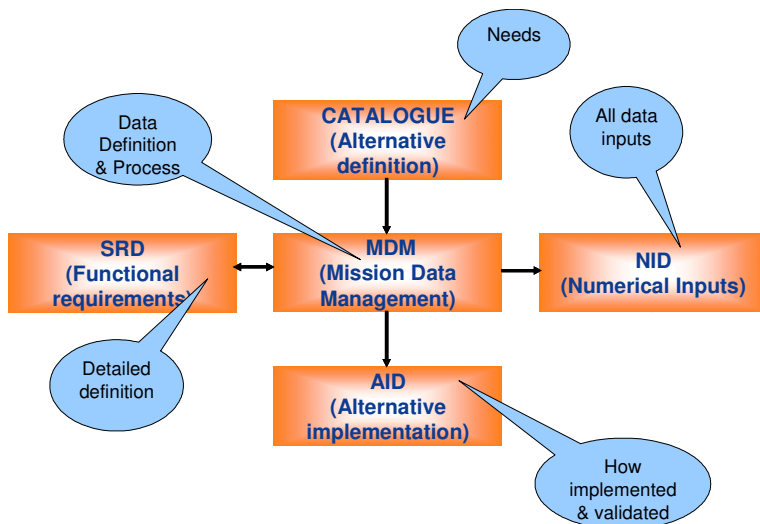 Needs
CATALOGUE
(Alternative
definition)
Data
Definition
& Process
All data
inputs
SRD
(Functional
requirements)
MDM
(Mission Data
Management)
NID
(Numerical Inputs)
Detailed
definition
AID
(Alternative
implementation)
How
implemented
& validated